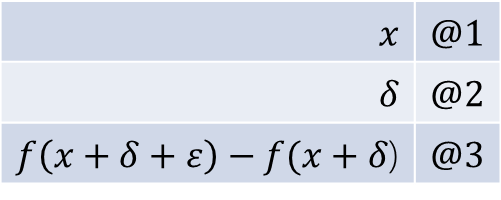 x @1
δ @2
f(x + δ + ε) − f(x + δ) @3